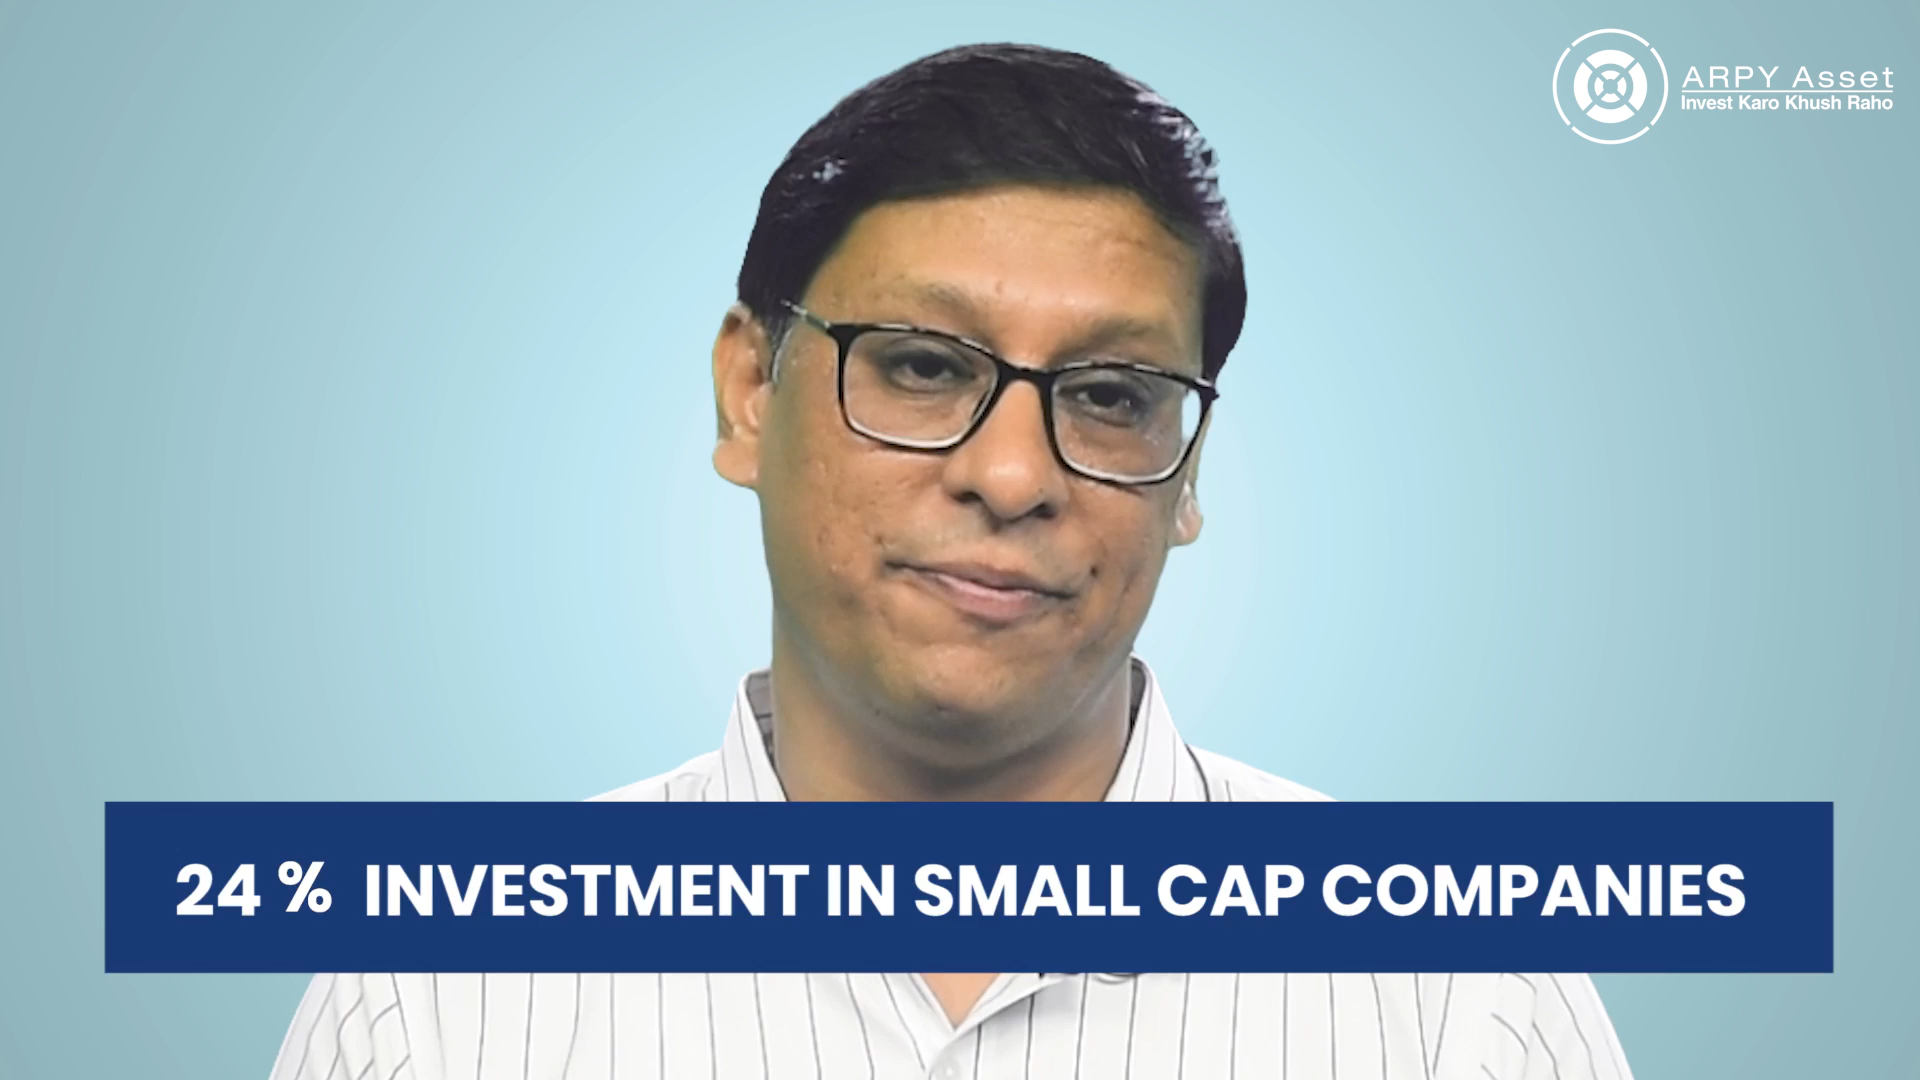 ARPY Asset
Invest Karo Khush Raho
24 % INVESTMENT IN SMALL CAP COMPANIES